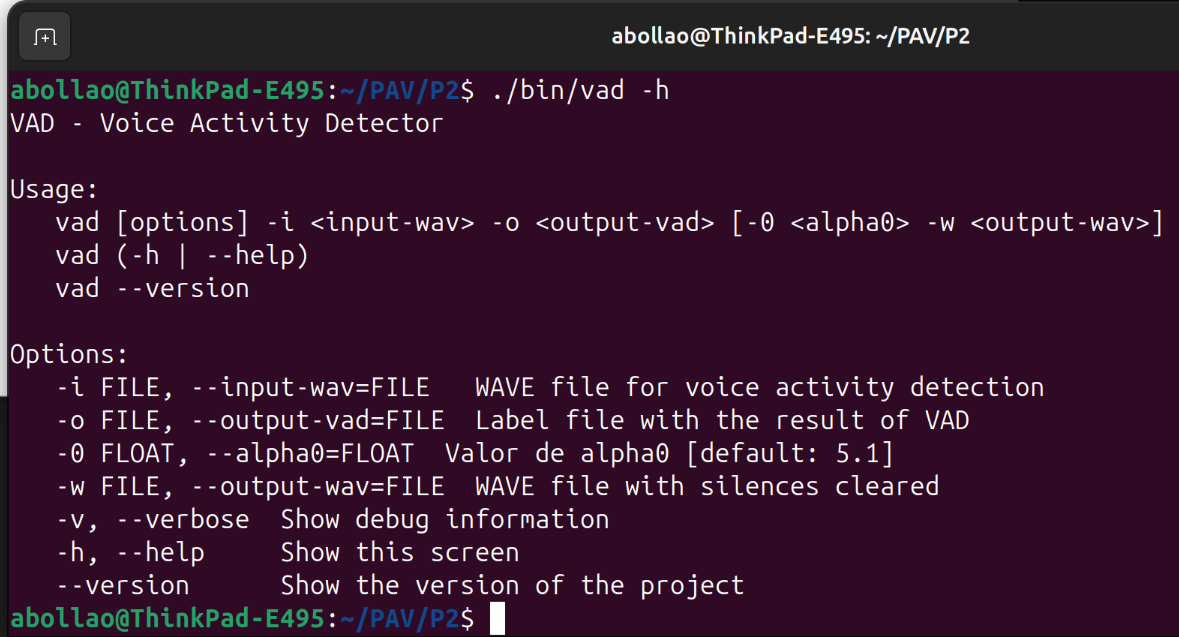 abollao@ThinkPad-E495: ~/PAV/P2
abollao@ThinkPad-E495:~/PAV/P2$ ./bin/vad -h
VAD - Voice Activity Detector

Usage:
   vad [options] -i <input-wav> -o <output-vad> [-0 <alpha0> -w <output-wav>]
   vad (-h | --help)
   vad --version

Options:
   -i FILE, --input-wav=FILE   WAVE file for voice activity detection
   -o FILE, --output-vad=FILE  Label file with the result of VAD
   -0 FLOAT, --alpha0=FLOAT  Valor de alpha0 [default: 5.1]
   -w FILE, --output-wav=FILE  WAVE file with silences cleared
   -v, --verbose  Show debug information
   -h, --help     Show this screen
   --version      Show the version of the project
abollao@ThinkPad-E495:~/PAV/P2$